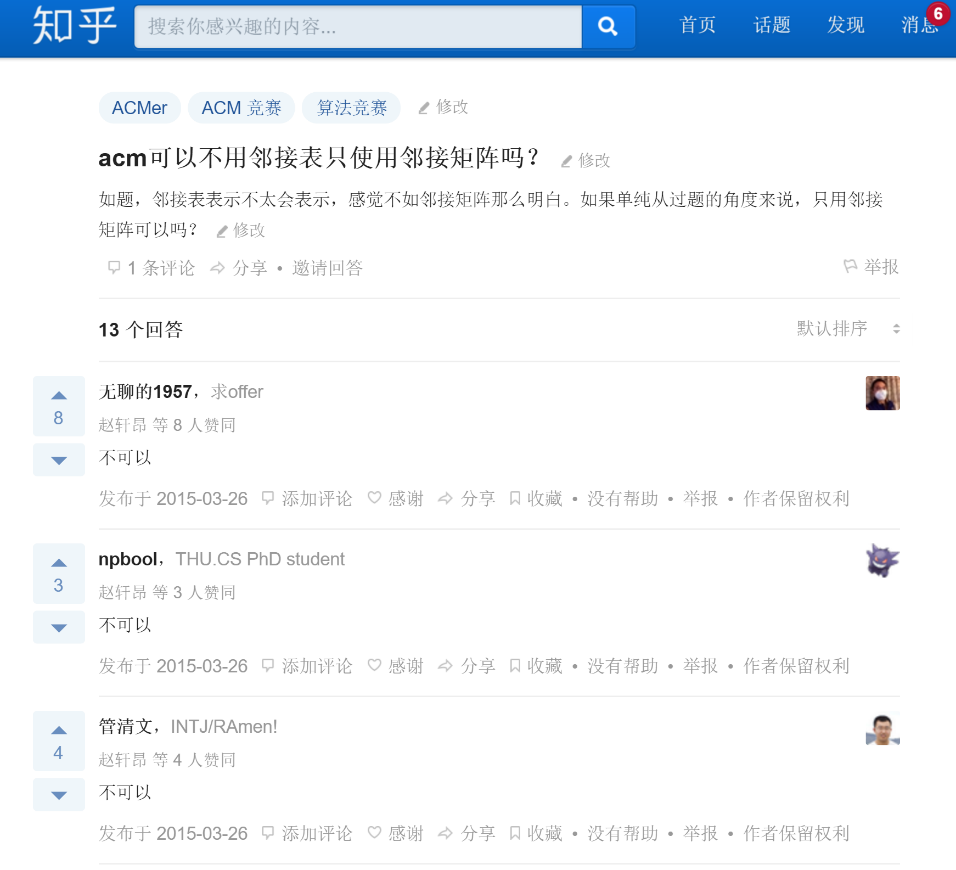 知乎 搜索你感兴趣的内容... 首页 话题 发现 消息 6
ACMer ACM 竞赛 算法竞赛 修改
acm可以不用邻接表只使用邻接矩阵吗？ 修改
如题，邻接表表示不太会表示，感觉不如邻接矩阵那么明白。如果单纯从过题的角度来说，只用邻接
矩阵可以吗？ 修改
1 条评论 分享 • 邀请回答 举报
13 个回答 默认排序
无聊的1957，求offer
8
赵轩昂 等 8 人赞同
不可以
发布于 2015-03-26 添加评论 感谢 分享 收藏 • 没有帮助 • 举报 • 作者保留权利
npbool，THU.CS PhD student
3
赵轩昂 等 3 人赞同
不可以
发布于 2015-03-26 添加评论 感谢 分享 收藏 • 没有帮助 • 举报 • 作者保留权利
管清文，INTJ/RAmen!
4
赵轩昂 等 4 人赞同
不可以
发布于 2015-03-26 添加评论 感谢 分享 收藏 • 没有帮助 • 举报 • 作者保留权利